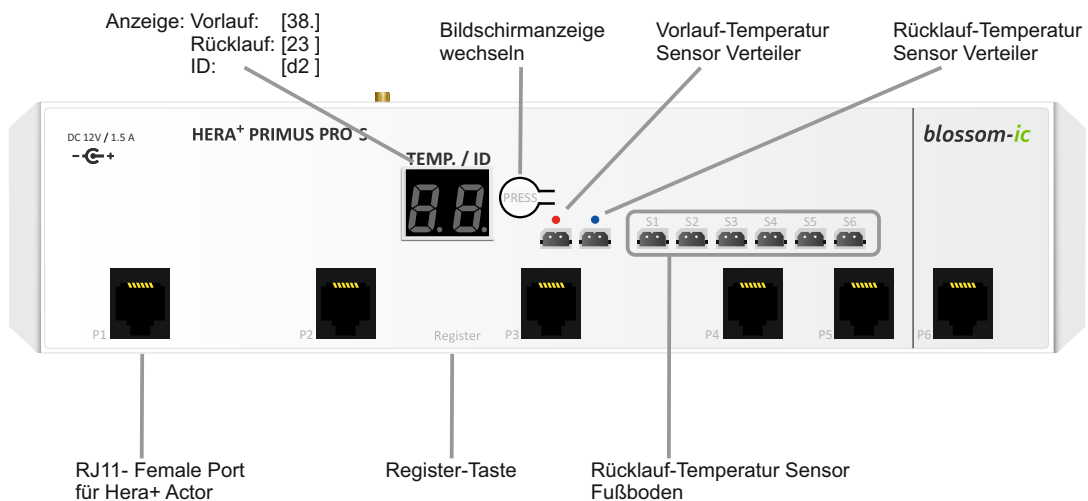 Anzeige: Vorlauf: [38.]
Rücklauf: [23 ]
ID: [d2 ]
Bildschirmanzeige
wechseln
Vorlauf-Temperatur
Sensor Verteiler
Rücklauf-Temperatur
Sensor Verteiler
DC 12V / 1.5 A
- +
HERA+ PRIMUS PRO S
TEMP. / ID
8.8.
PRESS
blossom-ic
S1 S2 S3 S4 S5 S6
P1 P2 Register P3 P4 P5 P6
RJ11- Female Port
für Hera+ Actor
Register-Taste
Rücklauf-Temperatur Sensor
Fußboden